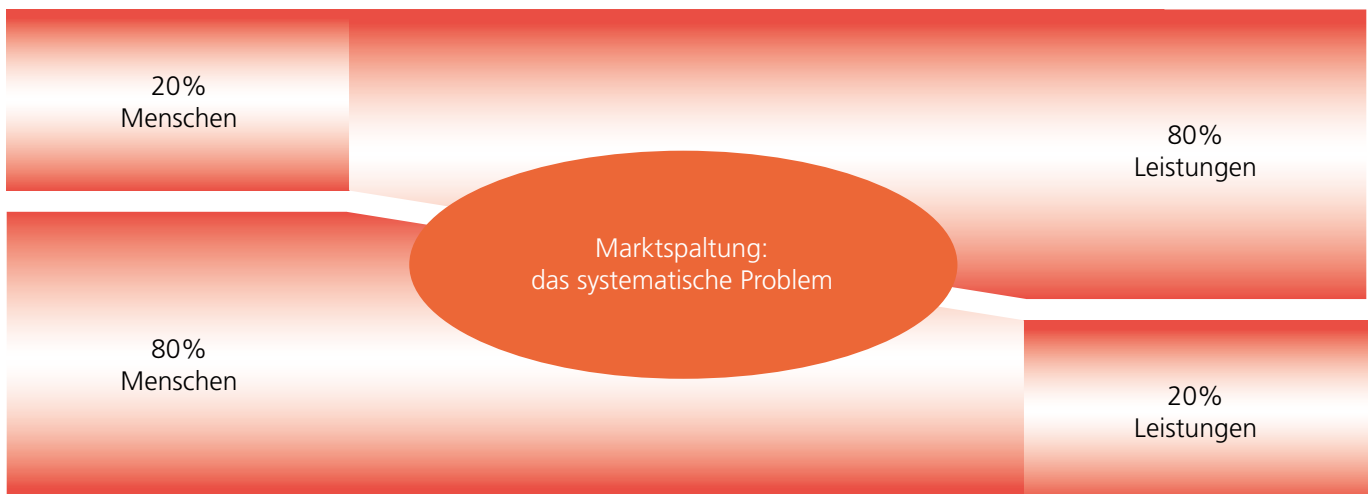 20%
Menschen
80%
Leistungen
Marktspaltung:
das systematische Problem
80%
Menschen
20%
Leistungen